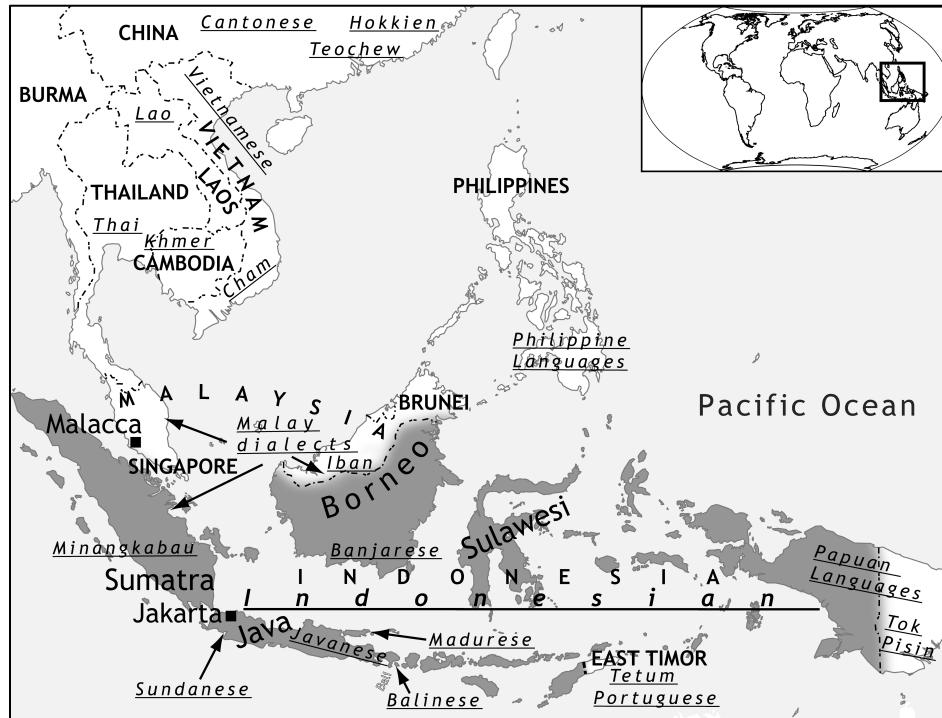 CHINA
Cantonese
Hokkien
Teochew
BURMA
Vietnamese
Lao
VIETNAM
LAOS
THAILAND
Thai
Khmer
CAMBODIA
Cham
PHILIPPINES
Philippine
Languages
MALAYSIA
BRUNEI
Malacca
Malay
dialects
Iban
SINGAPORE
Borneo
Pacific Ocean
Sulawesi
Minangkabau
Banjarese
Sumatra
INDONESIA
Indonesian
Papuan
Languages
Jakarta
Java
Javanese
Madurese
Tok
Pisin
Sundanese
Bali
Balinese
EAST TIMOR
Tetum
Portuguese